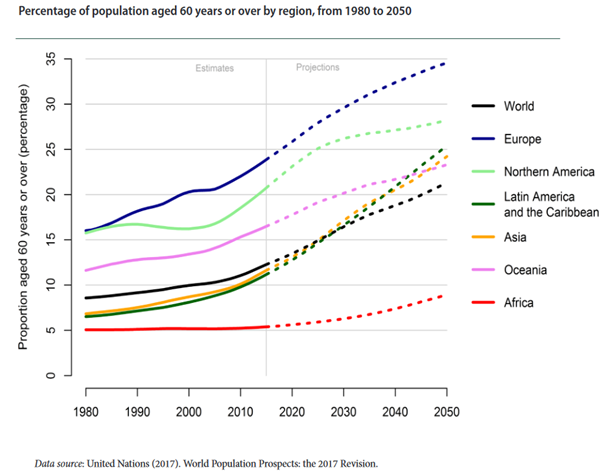 Percentage of population aged 60 years or over by region, from 1980 to 2050
Estimates
Projections
Proportion aged 60 years or over (percentage)
35
30
25
20
15
10
5
0
1980
1990
2000
2010
2020
2030
2040
2050
World
Europe
Northern America
Latin America
and the Caribbean
Asia
Oceania
Africa
Data source: United Nations (2017). World Population Prospects: the 2017 Revision.